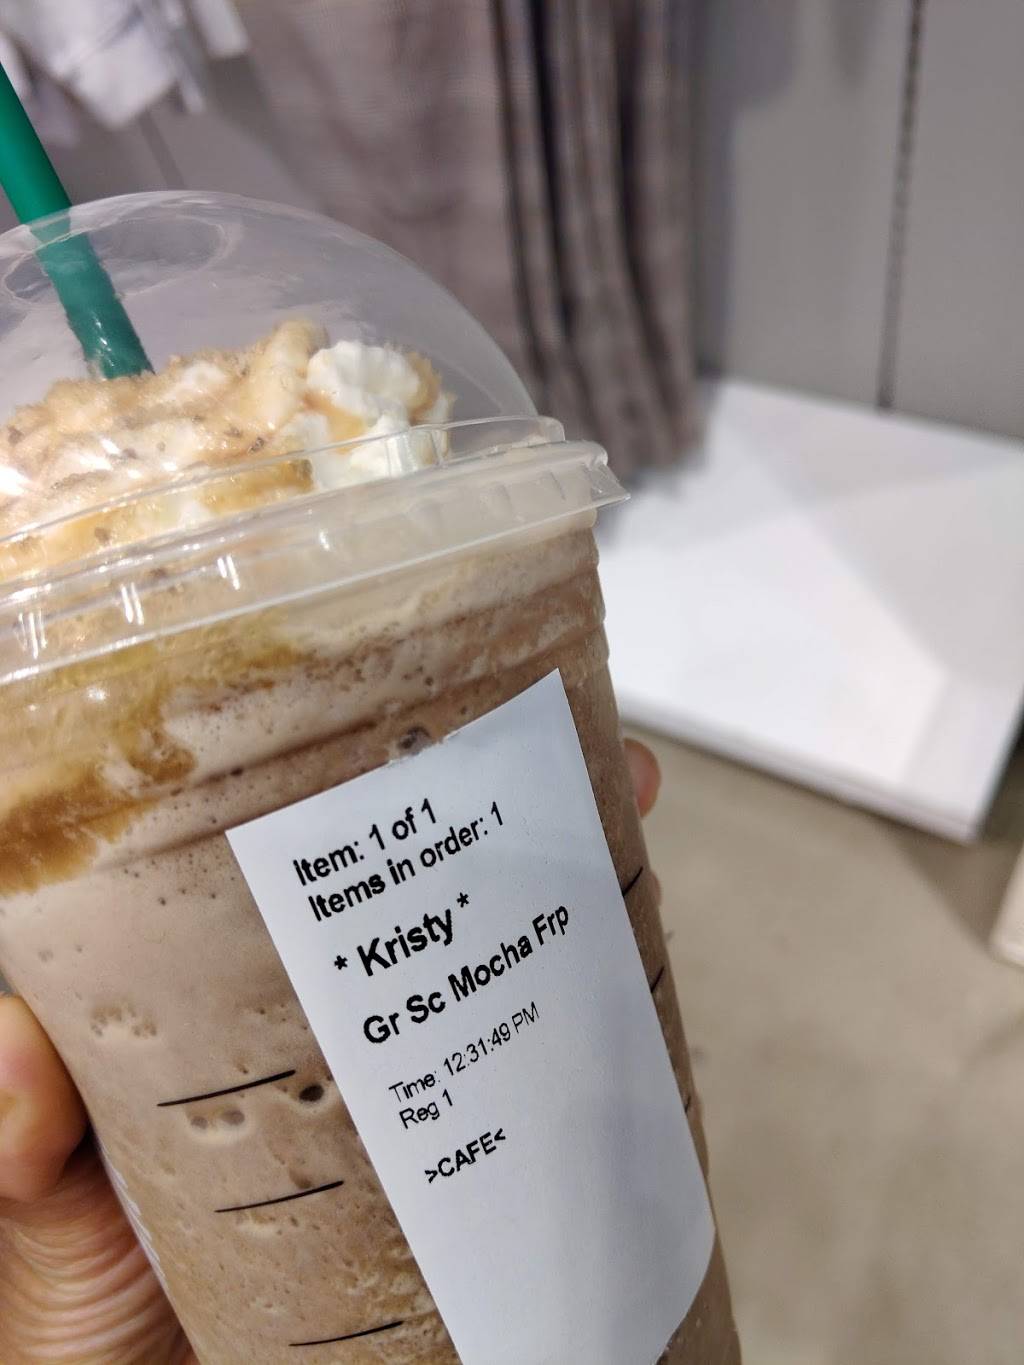 Item: 1 of 1
Items in order: 1
* Kristy *
Gr Sc Mocha Frp
Time: 12:31:49 PM
Reg 1
>CAFE<